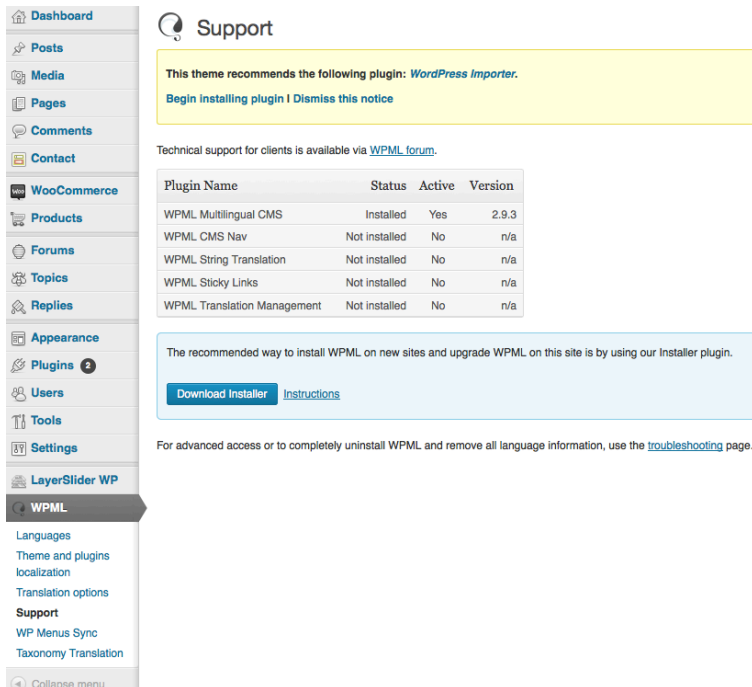 Dashboard
Posts
Media
Pages
Comments
Contact
Woo WooCommerce
Products
Forums
Topics
Replies
Appearance
Plugins 2
Users
Tools
Settings
LayerSlider WP
WPML
Languages
Theme and plugins
localization
Translation options
Support
WP Menus Sync
Taxonomy Translation
Collapse menu
Support
This theme recommends the following plugin: WordPress Importer.
Begin installing plugin | Dismiss this notice
Technical support for clients is available via WPML forum.
Plugin Name Status Active Version
WPML Multilingual CMS Installed Yes 2.9.3
WPML CMS Nav Not installed No n/a
WPML String Translation Not installed No n/a
WPML Sticky Links Not installed No n/a
WPML Translation Management Not installed No n/a
The recommended way to install WPML on new sites and upgrade WPML on this site is by using our Installer plugin.
Download Installer Instructions
For advanced access or to completely uninstall WPML and remove all language information, use the troubleshooting page.